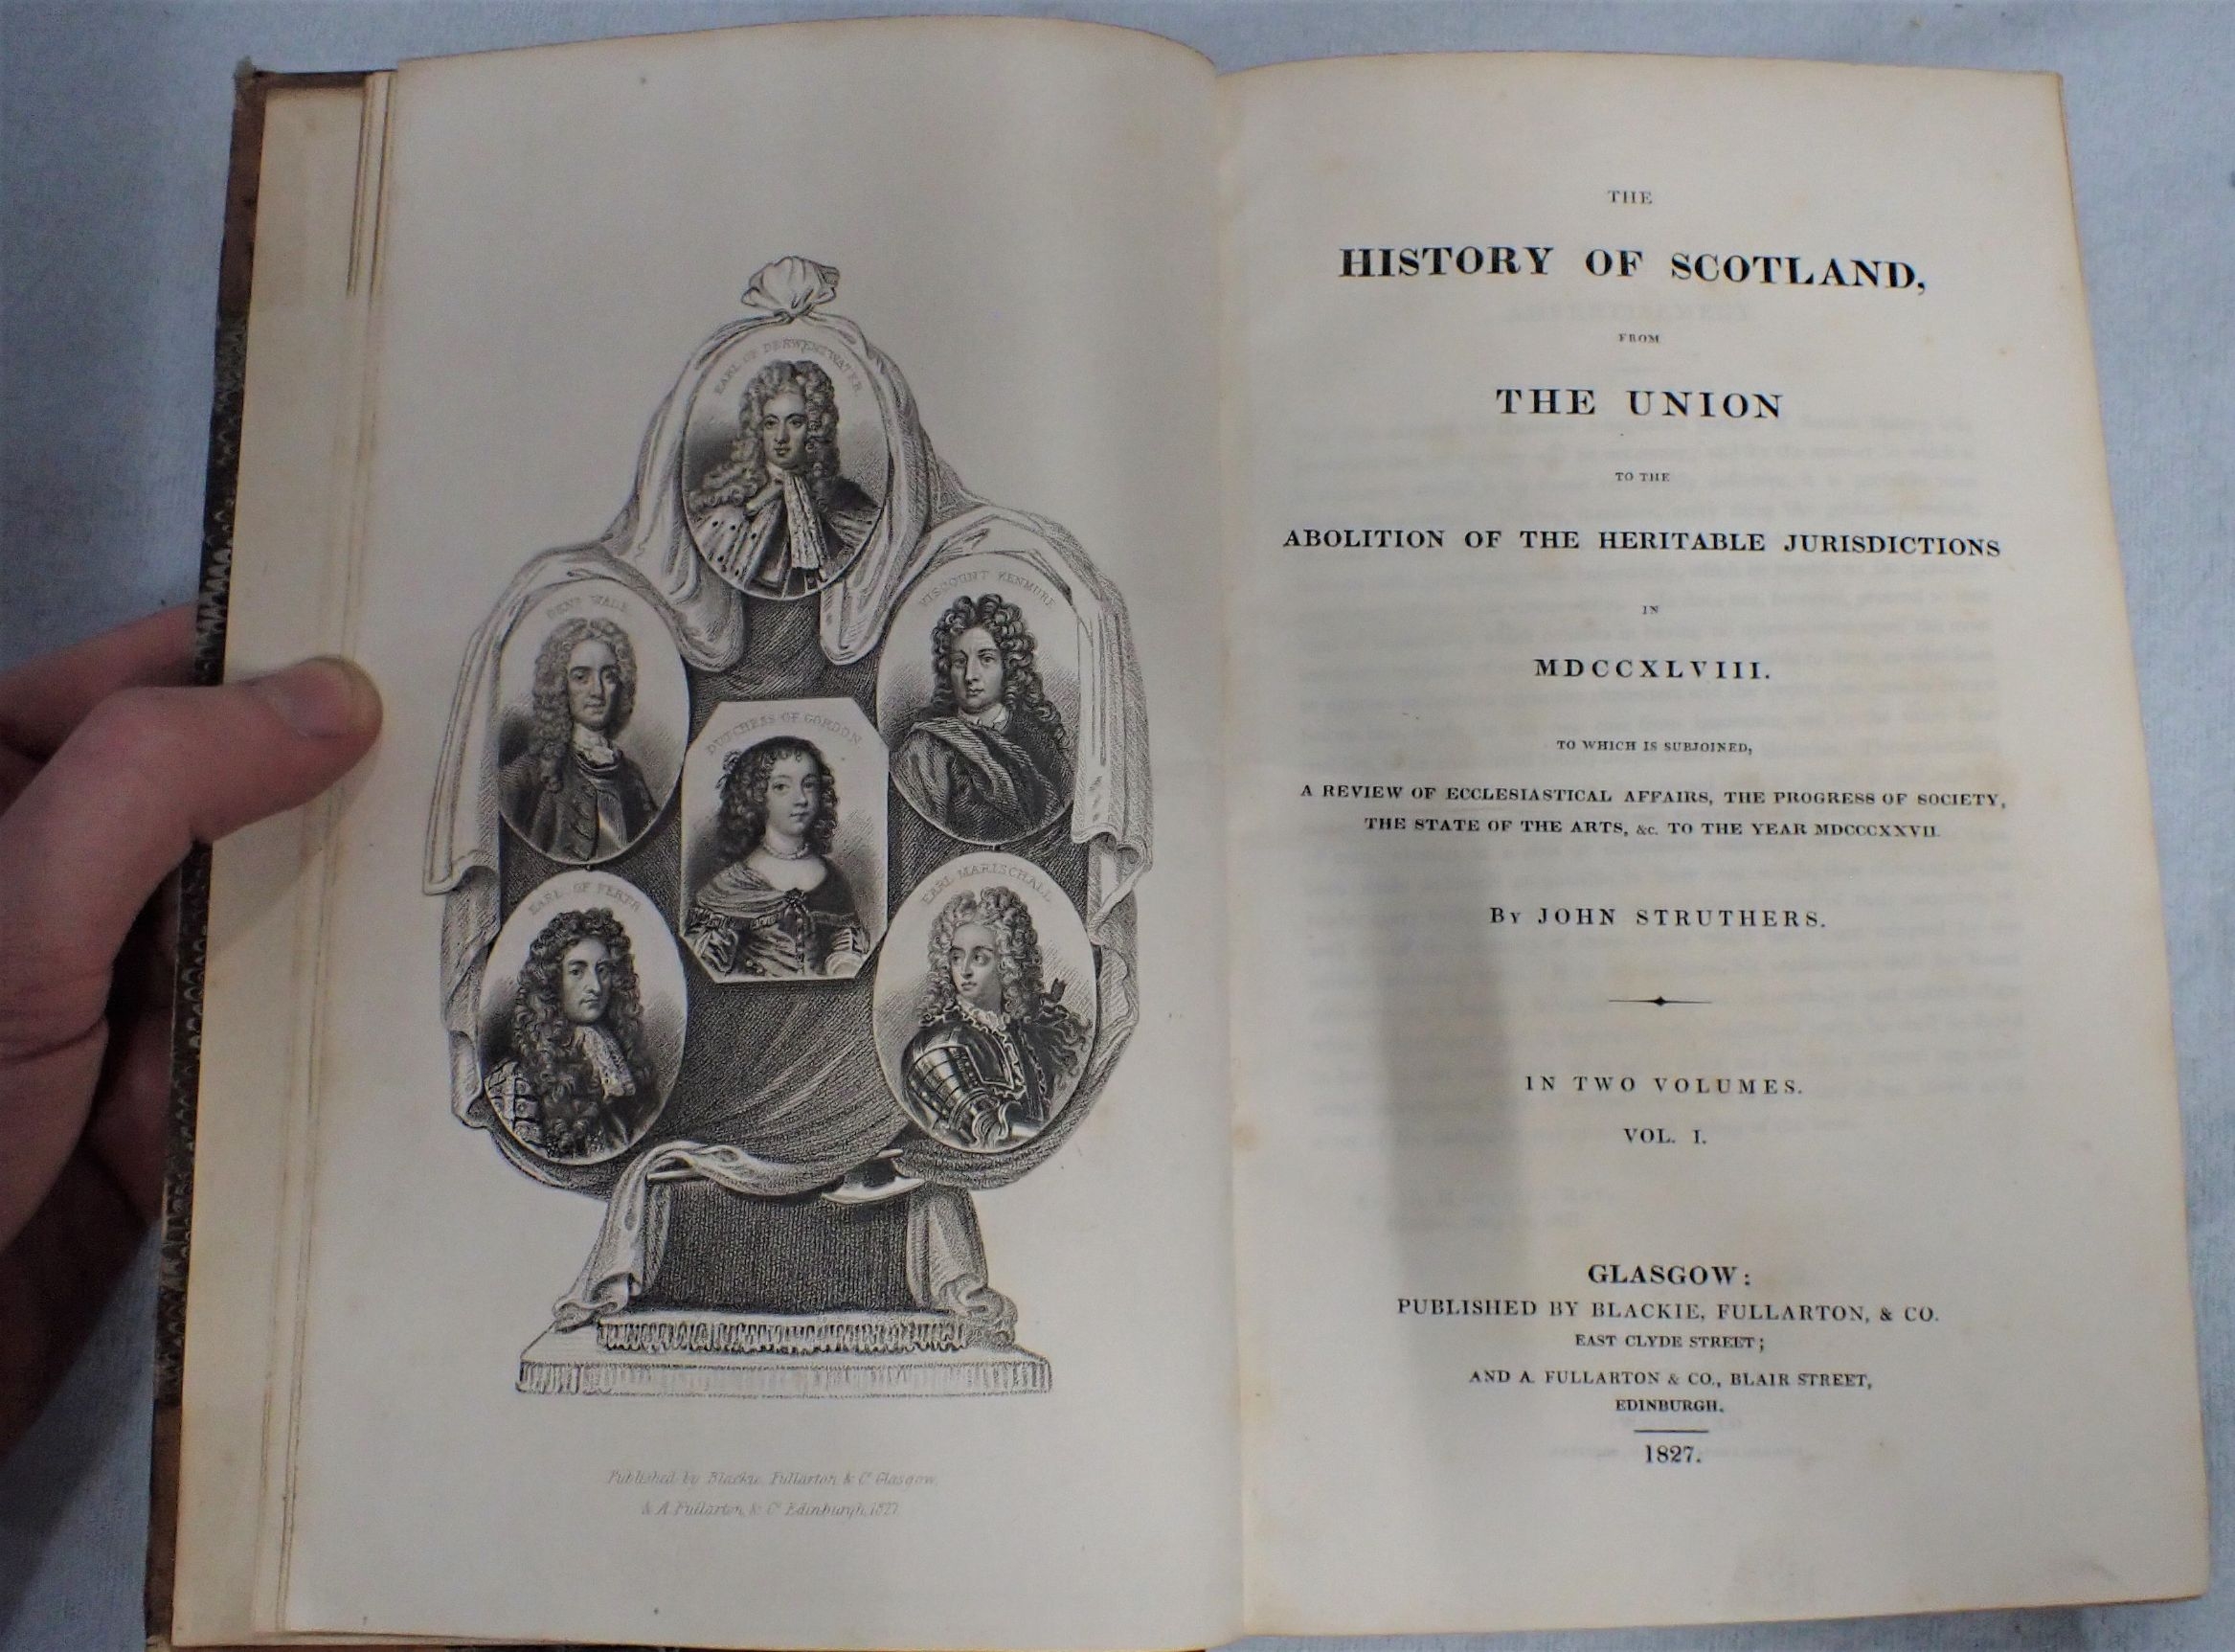 EARL OF DERWENTWATER
GENL WADE
VISCOUNT KENMURE
DUTCHESS OF GORDON
EARL OF PERTH
EARL MARISCHALL
Published by Blackie Fullarton & Co Glasgow.
& A Fullarton & Co Edinburgh, 1827
THE
HISTORY OF SCOTLAND,
FROM
THE UNION
TO THE
ABOLITION OF THE HERITABLE JURISDICTIONS
IN
MDCCXLVIII.
TO WHICH IS SUBJOINED,
A REVIEW OF ECCLESIASTICAL AFFAIRS, THE PROGRESS OF SOCIETY,
THE STATE OF THE ARTS, &c. TO THE YEAR MDCCCXXVII.
By JOHN STRUTHERS.
IN TWO VOLUMES.
VOL. I.
GLASGOW:
PUBLISHED BY BLACKIE, FULLARTON, & CO.
EAST CLYDE STREET;
AND A. FULLARTON & CO., BLAIR STREET,
EDINBURGH.
1827.